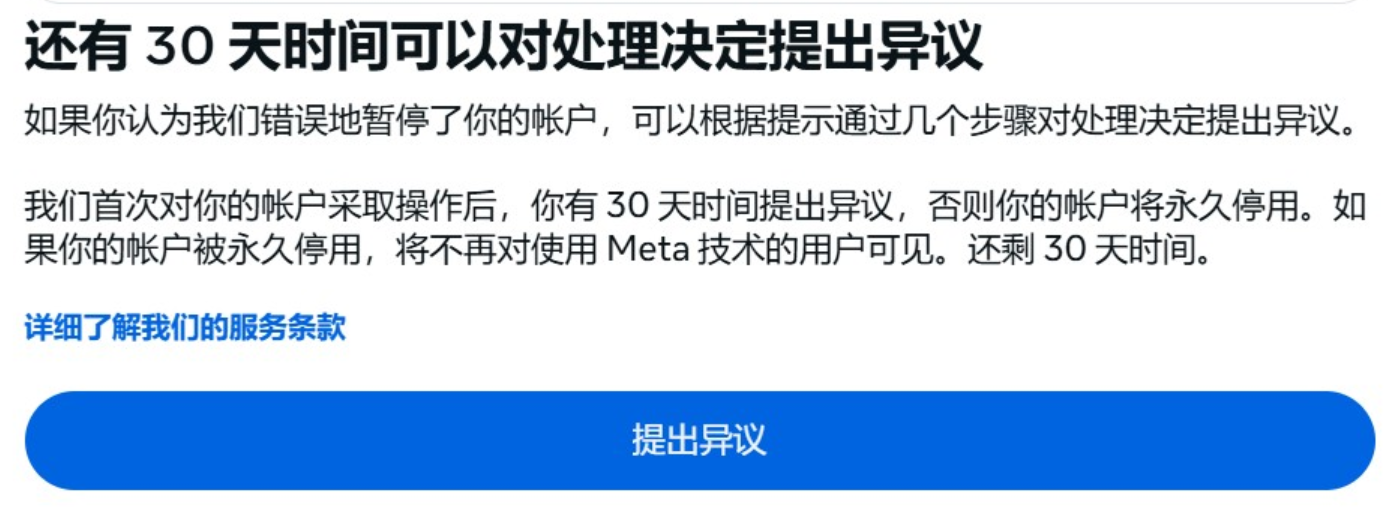 还有 30 天时间可以对处理决定提出异议
如果你认为我们错误地暂停了你的帐户，可以根据提示通过几个步骤对处理决定提出异议。
我们首次对你的帐户采取操作后，你有 30 天时间提出异议，否则你的帐户将永久停用。如
果你的帐户被永久停用，将不再对使用 Meta 技术的用户可见。还剩 30 天时间。
详细了解我们的服务条款
提出异议